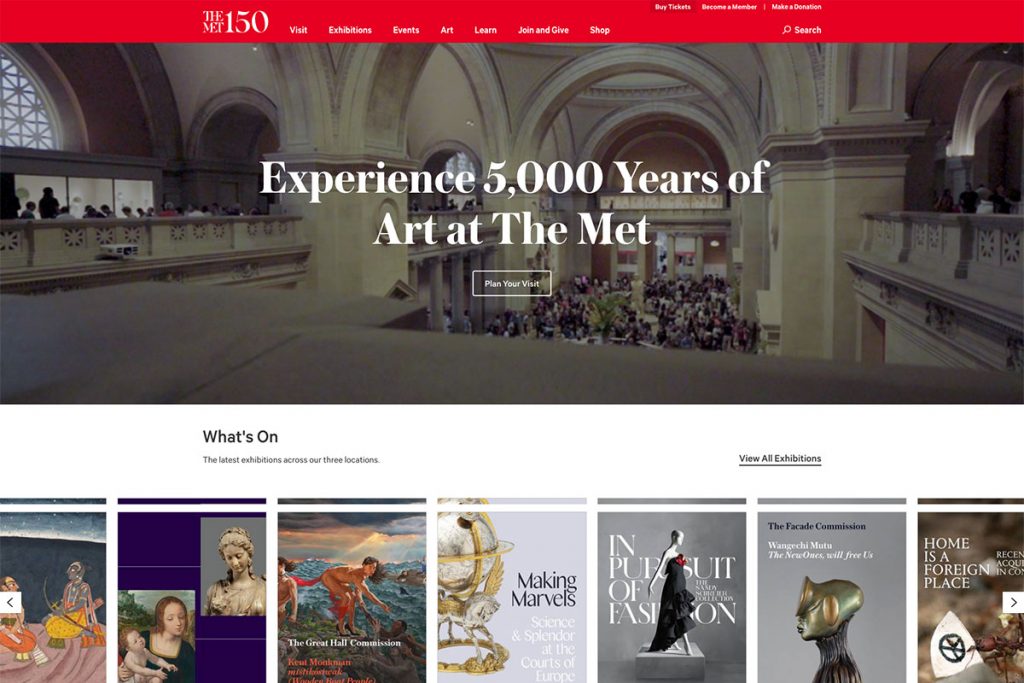 Buy Tickets Become a Member | Make a Donation
THE
MET 150
Visit Exhibitions Events Art Learn Join and Give Shop Search
Experience 5,000 Years of
Art at The Met
Plan Your Visit
What's On
The latest exhibitions across our three locations.
View All Exhibitions
The Great Hall Commission
Kent Monkman
mistikôsiwak
(Wooden Boat People)
Making
Marvels
Science
& Splendor
at the
Courts of
Europe
IN
PURSUIT
OF
FASHION
THE
SANDY
SCHREIER
COLLECTION
The Facade Commission
Wangechi Mutu
The NewOnes, will free Us
HOME
IS A
FOREIGN
PLACE
RECEN
ACQU
IN CON